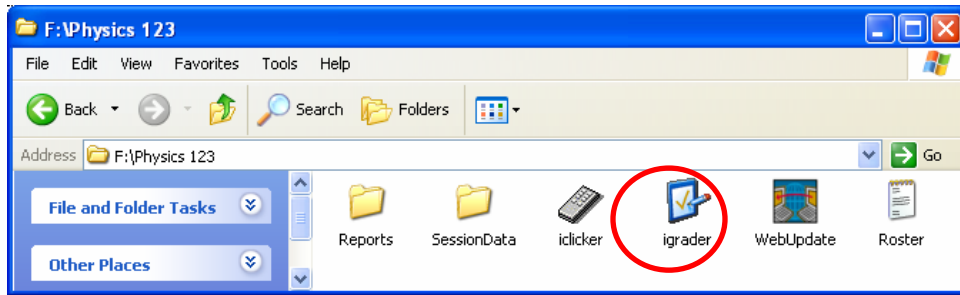 F:\Physics 123
File Edit View Favorites Tools Help
Back Search Folders
Address F:\Physics 123 Go
File and Folder Tasks
Other Places
Reports SessionData iclicker igrader WebUpdate Roster